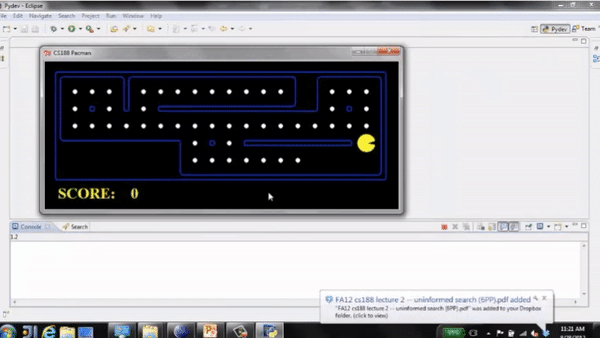 Pydev - Eclipse
File Edit Navigate Search Project Run Window Help
Pydev
Team
CS188 Pacman
SCORE: 0
Console
Search
1.2
FA12 cs188 lecture 2 -- uninformed search (6PP).pdf added
"FA12 cs188 lecture 2 -- uninformed search (6PP).pdf" was added to your Dropbox
folder. (click to view)
11:21 AM